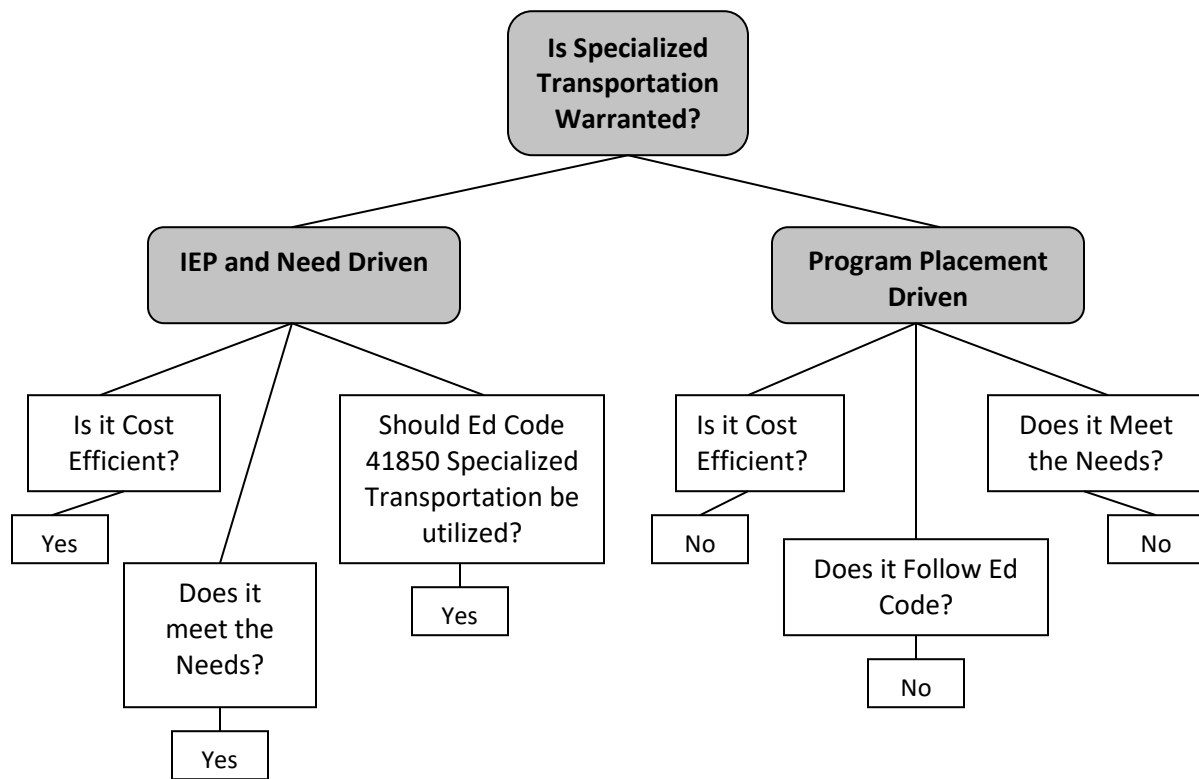 Is Specialized
Transportation
Warranted?
IEP and Need Driven
Program Placement
Driven
Is it Cost
Efficient?
Yes
Does it
meet the
Needs?
Yes
Should Ed Code
41850 Specialized
Transportation be
utilized?
Yes
Is it Cost
Efficient?
No
Does it Follow Ed
Code?
No
Does it Meet
the Needs?
No